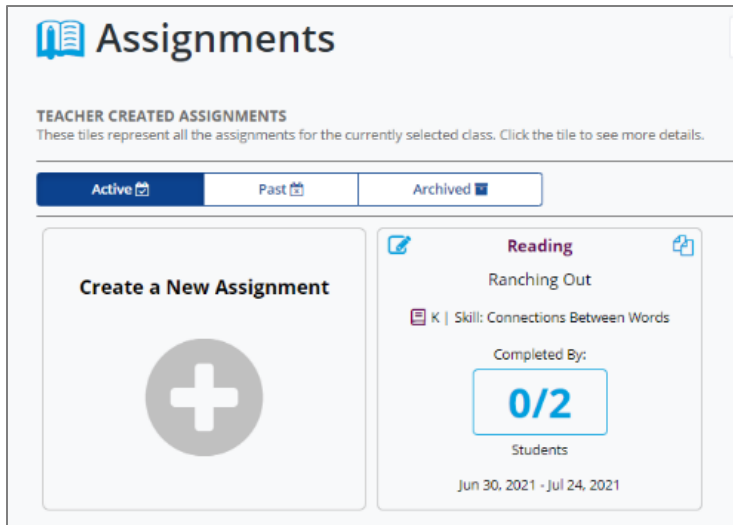 Assignments
TEACHER CREATED ASSIGNMENTS
These tiles represent all the assignments for the currently selected class. Click the tile to see more details.
Active
Past
Archived
Create a New Assignment
Reading
Ranching Out
K | Skill: Connections Between Words
Completed By:
0/2
Students
Jun 30, 2021 - Jul 24, 2021